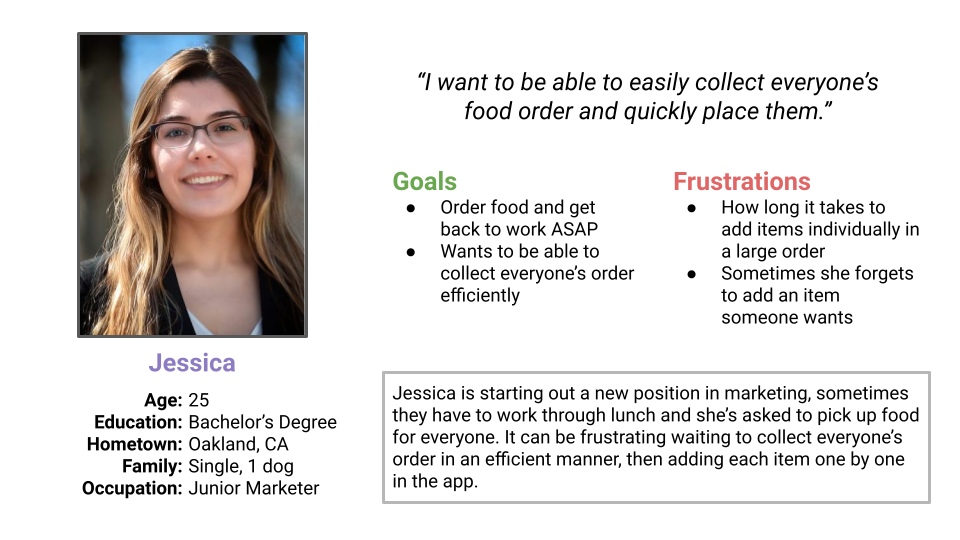 “I want to be able to easily collect everyone’s
food order and quickly place them.”
Goals
● Order food and get
back to work ASAP
● Wants to be able to
collect everyone’s order
efficiently
Frustrations
● How long it takes to
add items individually in
a large order
● Sometimes she forgets
to add an item
someone wants
Jessica
Age: 25
Education: Bachelor’s Degree
Hometown: Oakland, CA
Family: Single, 1 dog
Occupation: Junior Marketer
Jessica is starting out a new position in marketing, sometimes
they have to work through lunch and she’s asked to pick up food
for everyone. It can be frustrating waiting to collect everyone’s
order in an efficient manner, then adding each item one by one
in the app.